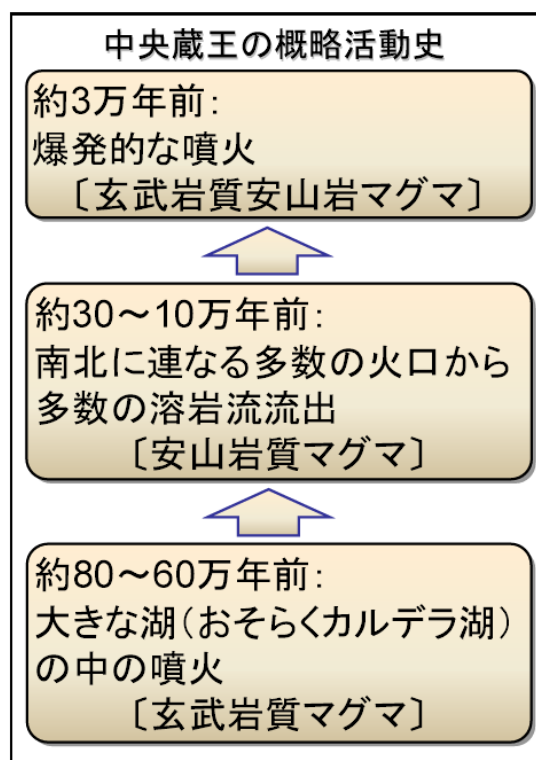 中央蔵王の概略活動史
約3万年前：
爆発的な噴火
〔玄武岩質安山岩マグマ〕
約30～10万年前：
南北に連なる多数の火口から
多数の溶岩流流出
〔安山岩質マグマ〕
約80～60万年前：
大きな湖（おそらくカルデラ湖）
の中の噴火
〔玄武岩質マグマ〕